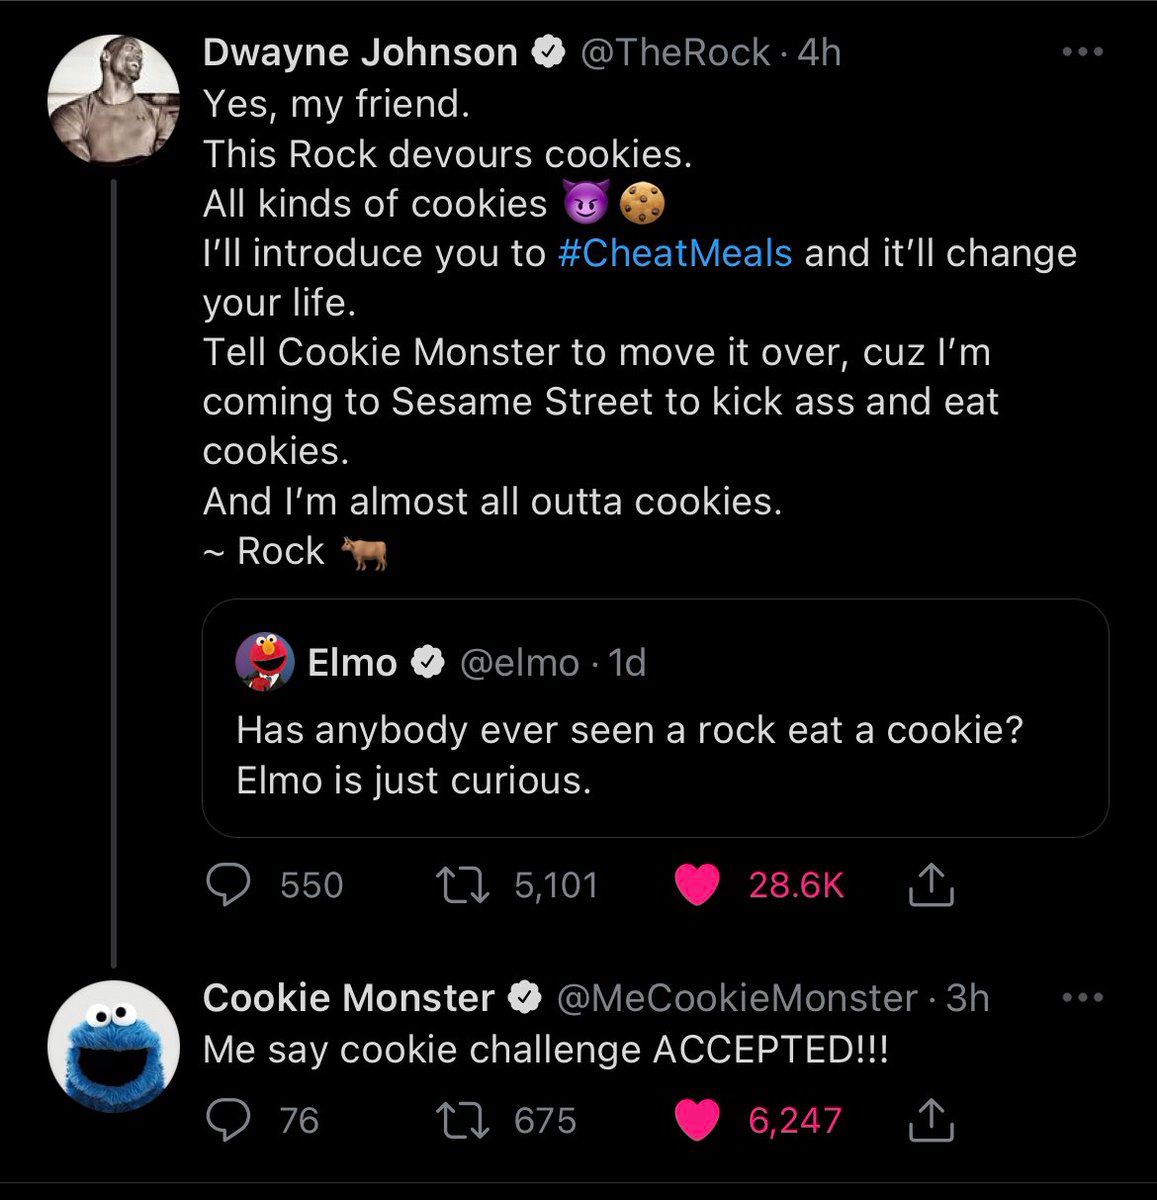 Dwayne Johnson @TheRock · 4h
Yes, my friend.
This Rock devours cookies.
All kinds of cookies 😈🍪
I’ll introduce you to #CheatMeals and it’ll change
your life.
Tell Cookie Monster to move it over, cuz I’m
coming to Sesame Street to kick ass and eat
cookies.
And I’m almost all outta cookies.
~ Rock 🐂
Elmo @elmo · 1d
Has anybody ever seen a rock eat a cookie?
Elmo is just curious.
550 5,101 28.6K
Cookie Monster @MeCookieMonster · 3h
Me say cookie challenge ACCEPTED!!!
76 675 6,247